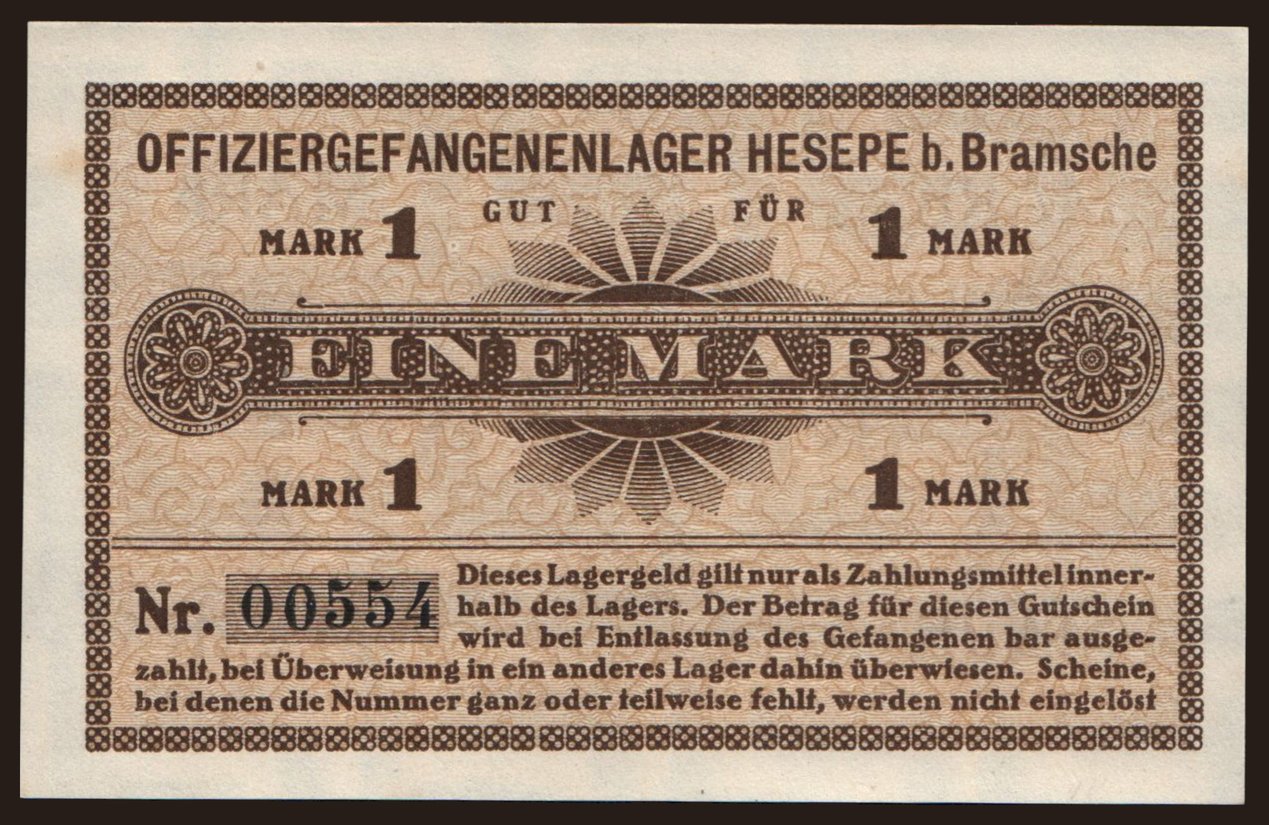 OFFIZIERGEFANGENENLAGER HESEPE b. Bramsche
GUT FÜR
MARK 1 1 MARK
EINE MARK
MARK 1 1 MARK
Nr. 00554
Dieses Lagergeld gilt nur als Zahlungsmittel inner-
halb des Lagers. Der Betrag für diesen Gutschein
wird bei Entlassung des Gefangenen bar ausge-
zahlt, bei Überweisung in ein anderes Lager dahin überwiesen. Scheine,
bei denen die Nummer ganz oder teilweise fehlt, werden nicht eingelöst